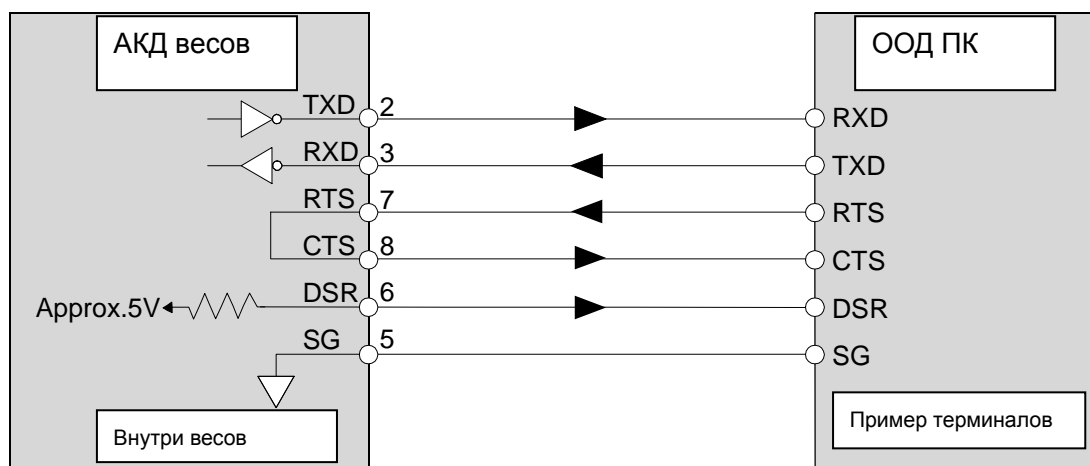 АКД весов
ООД ПК
TXD 2 RXD
RXD 3 TXD
RTS 7 RTS
CTS 8 CTS
Approx.5V DSR 6 DSR
SG 5 SG
Внутри весов
Пример терминалов